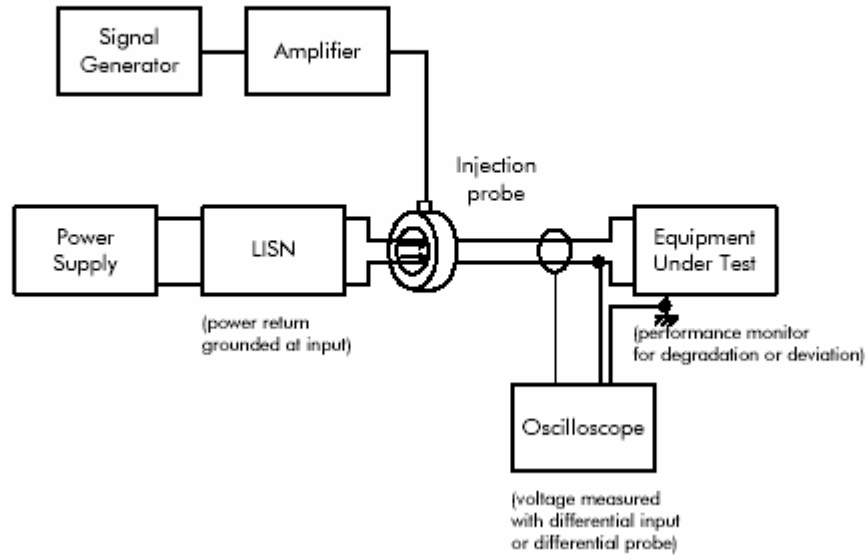 Signal
Generator
Amplifier
Injection
probe
Power
Supply
LISN
Equipment
Under Test
(power return
grounded at input)
(performance monitor
for degradation or deviation)
Oscilloscope
(voltage measured
with differential input
or differential probe)